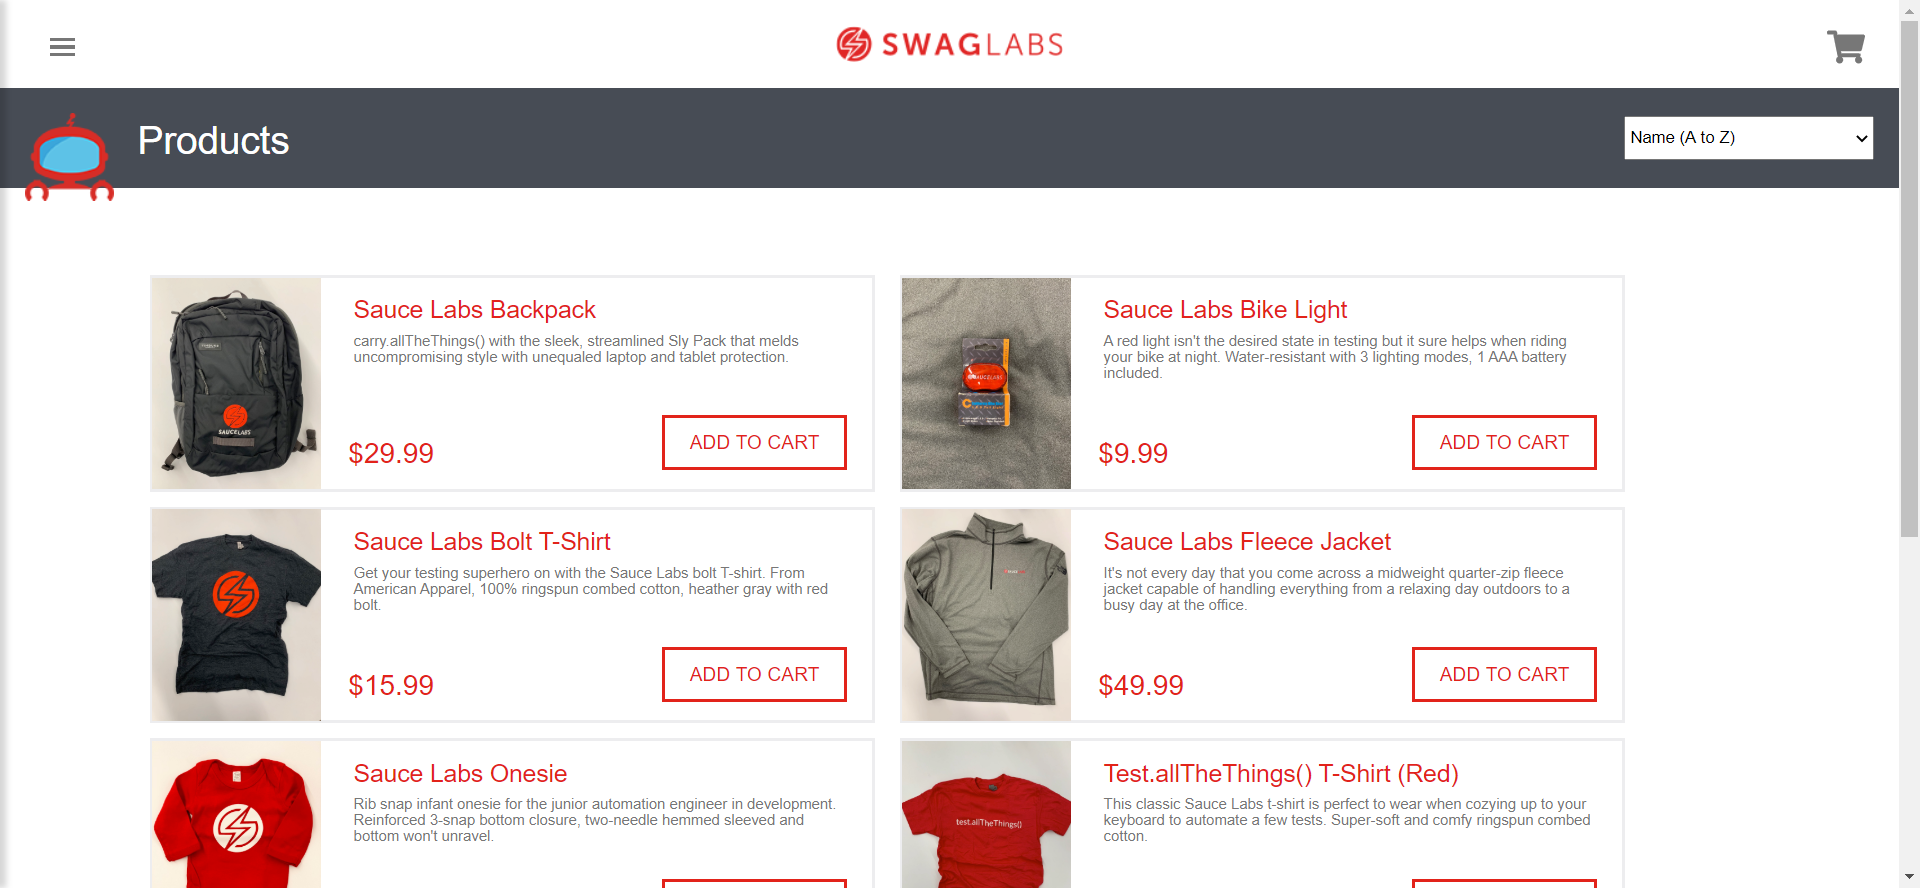 SWAGLABS
Products
Name (A to Z)
Sauce Labs Backpack
carry.allTheThings() with the sleek, streamlined Sly Pack that melds
uncompromising style with unequaled laptop and tablet protection.
$29.99
ADD TO CART
SAUCELABS
Sauce Labs Bike Light
A red light isn't the desired state in testing but it sure helps when riding
your bike at night. Water-resistant with 3 lighting modes, 1 AAA battery
included.
$9.99
ADD TO CART
SAUCELABS
Sauce Labs Bolt T-Shirt
Get your testing superhero on with the Sauce Labs bolt T-shirt. From
American Apparel, 100% ringspun combed cotton, heather gray with red
bolt.
$15.99
ADD TO CART
Sauce Labs Fleece Jacket
It's not every day that you come across a midweight quarter-zip fleece
jacket capable of handling everything from a relaxing day outdoors to a
busy day at the office.
$49.99
ADD TO CART
Sauce Labs Onesie
Rib snap infant onesie for the junior automation engineer in development.
Reinforced 3-snap bottom closure, two-needle hemmed sleeved and
bottom won't unravel.
Test.allTheThings() T-Shirt (Red)
This classic Sauce Labs t-shirt is perfect to wear when cozying up to your
keyboard to automate a few tests. Super-soft and comfy ringspun combed
cotton.
test.allTheThings()